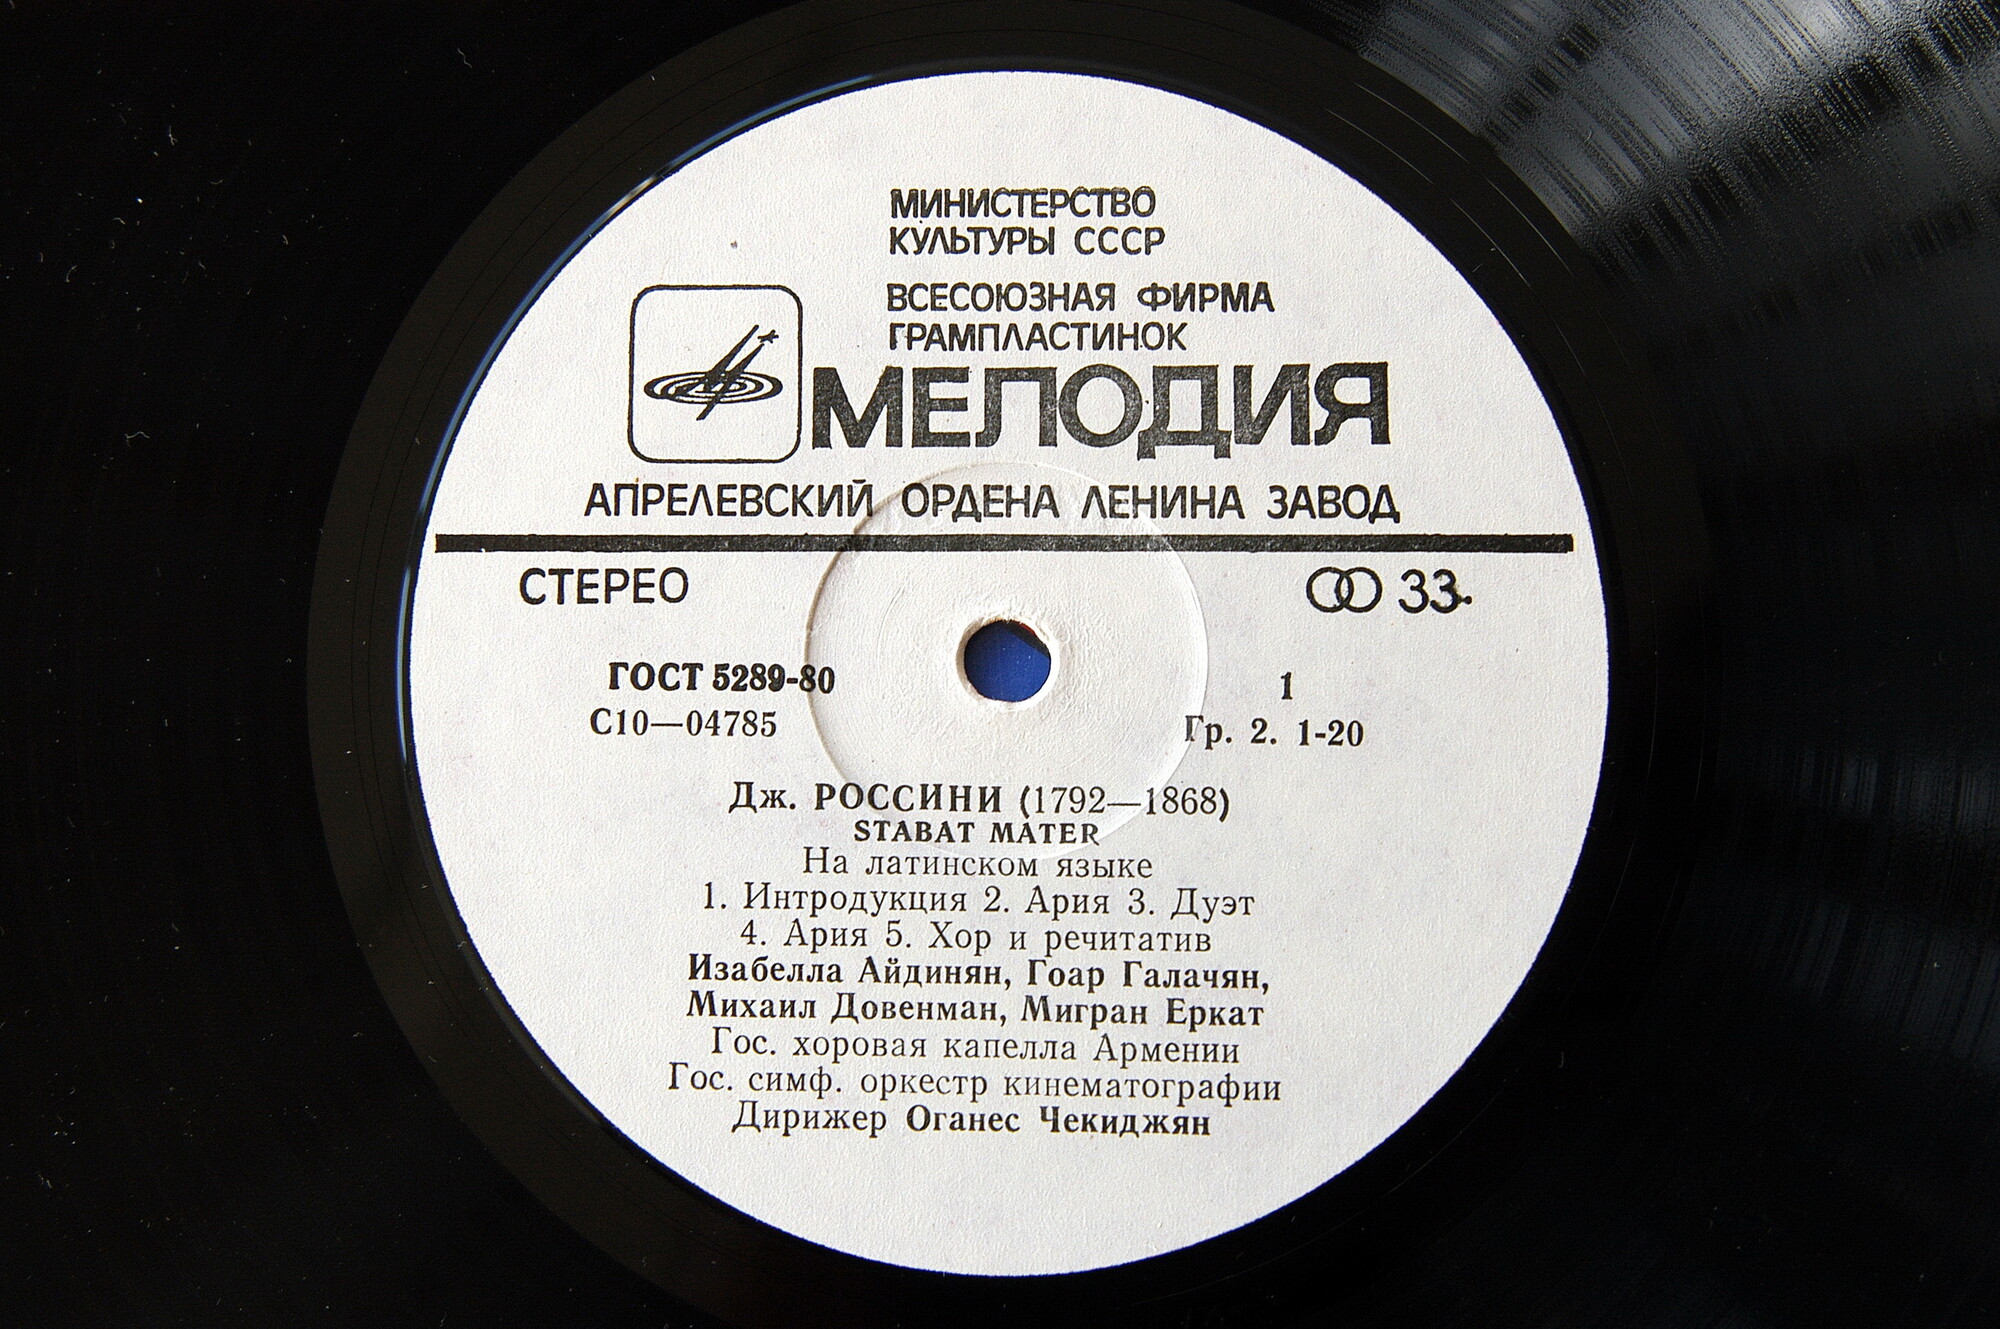 МИНИСТЕРСТВО
КУЛЬТУРЫ СССР
ВСЕСОЮЗНАЯ ФИРМА
ГРАМПЛАСТИНОК
МЕЛОДИЯ
АПРЕЛЕВСКИЙ ОРДЕНА ЛЕНИНА ЗАВОД
СТЕРЕО 33
ГОСТ 5289-80 1
С10—04785 Гр. 2. 1-20
Дж. РОССИНИ (1792—1868)
STABAT MATER
На латинском языке
1. Интродукция 2. Ария 3. Дуэт
4. Ария 5. Хор и речитатив
Изабелла Айдинян, Гоар Галачян,
Михаил Довенман, Мигран Еркат
Гос. хоровая капелла Армении
Гос. симф. оркестр кинематографии
Дирижер Оганес Чекиджян